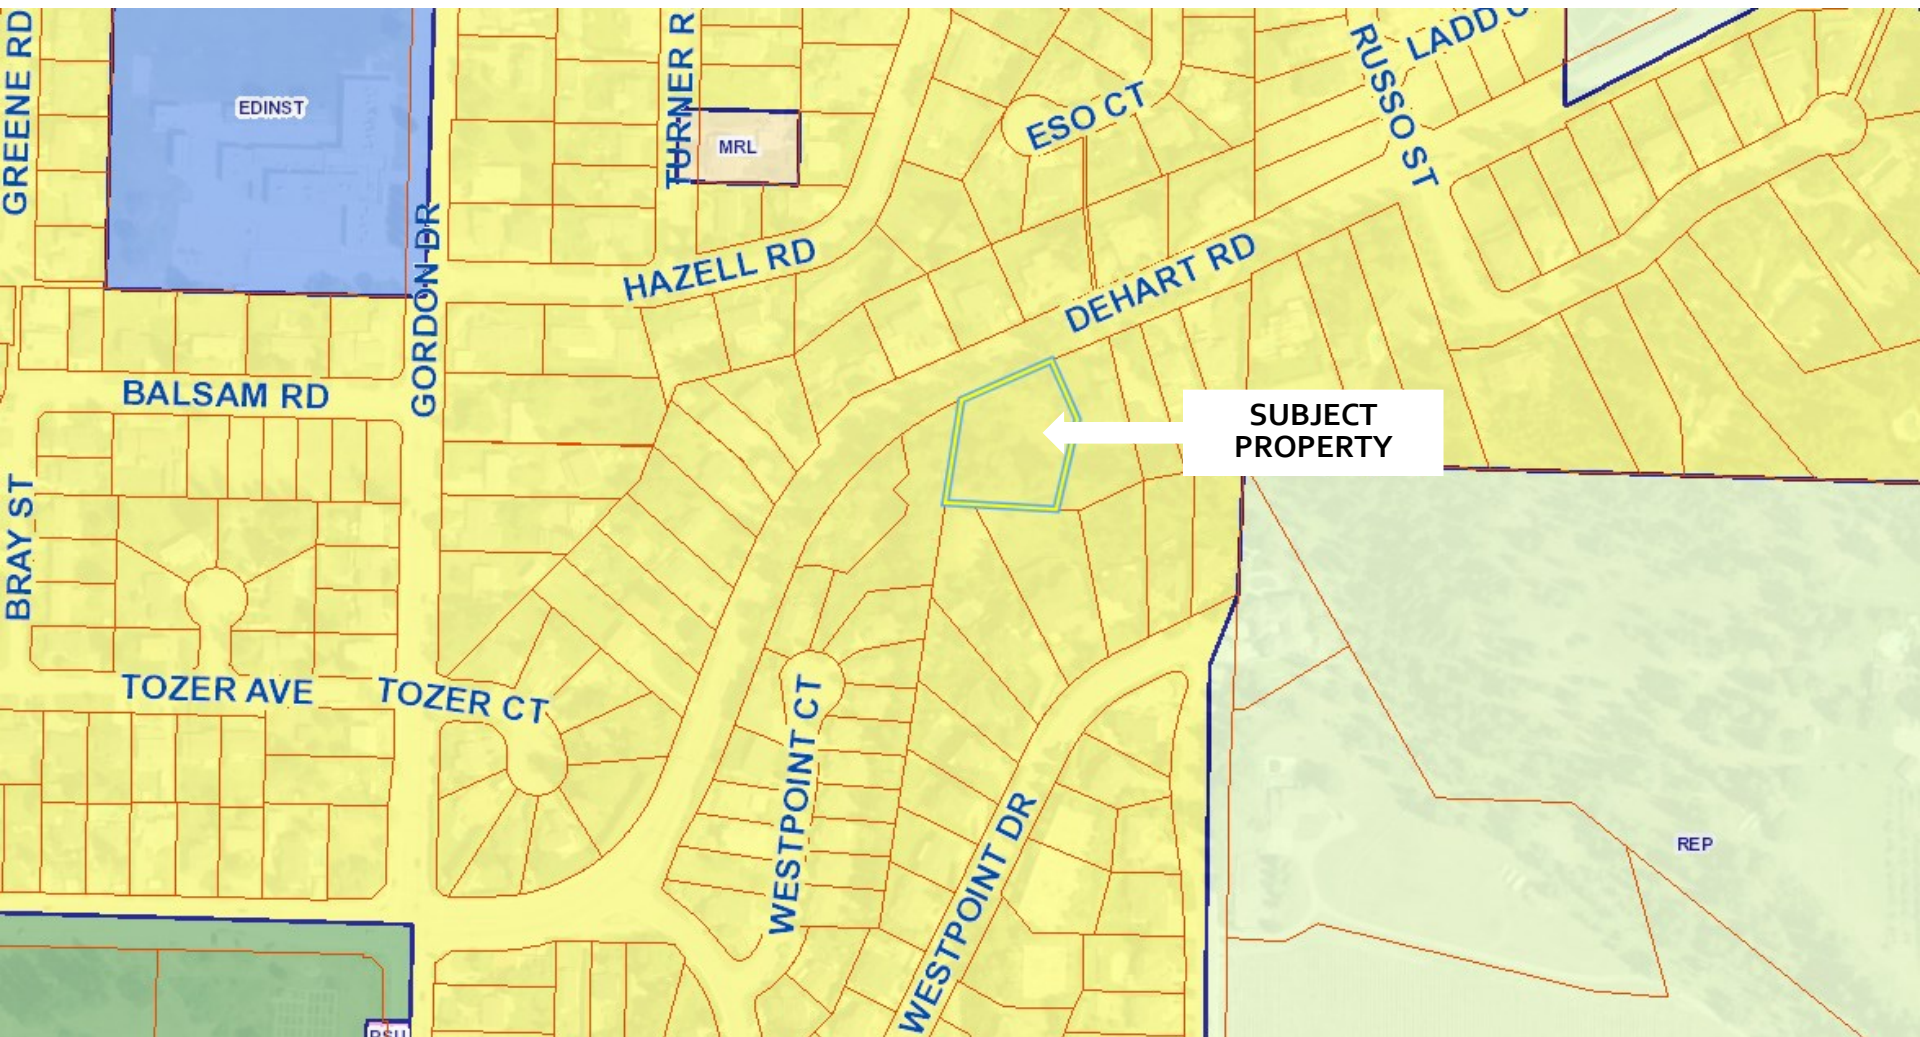 GREENE RD
EDINST
TURNER R
MRL
ESO CT
RUSSO ST
LADD C
GORDON DR
HAZELL RD
DEHART RD
BALSAM RD
SUBJECT
PROPERTY
BRAY ST
TOZER AVE
TOZER CT
WESTPOINT CT
WESTPOINT DR
REP